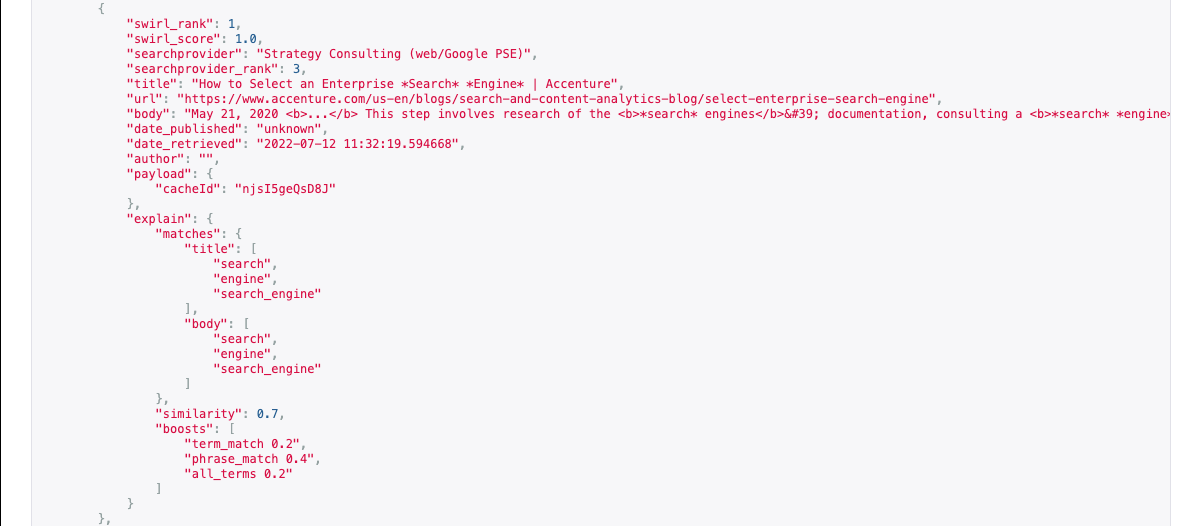 {
"swirl_rank": 1,
"swirl_score": 1.0,
"searchprovider": "Strategy Consulting (web/Google PSE)",
"searchprovider_rank": 3,
"title": "How to Select an Enterprise *Search* *Engine* | Accenture",
"url": "https://www.accenture.com/us-en/blogs/search-and-content-analytics-blog/select-enterprise-search-engine",
"body": "May 21, 2020 <b>...</b> This step involves research of the <b>*search* engines</b>&#39; documentation, consulting a <b>*search* *engine*
"date_published": "unknown",
"date_retrieved": "2022-07-12 11:32:19.594668",
"author": "",
"payload": {
"cacheId": "njsI5geQsD8J"
},
"explain": {
"matches": {
"title": [
"search",
"engine",
"search_engine"
],
"body": [
"search",
"engine",
"search_engine"
]
},
"similarity": 0.7,
"boosts": [
"term_match 0.2",
"phrase_match 0.4",
"all_terms 0.2"
]
}
},